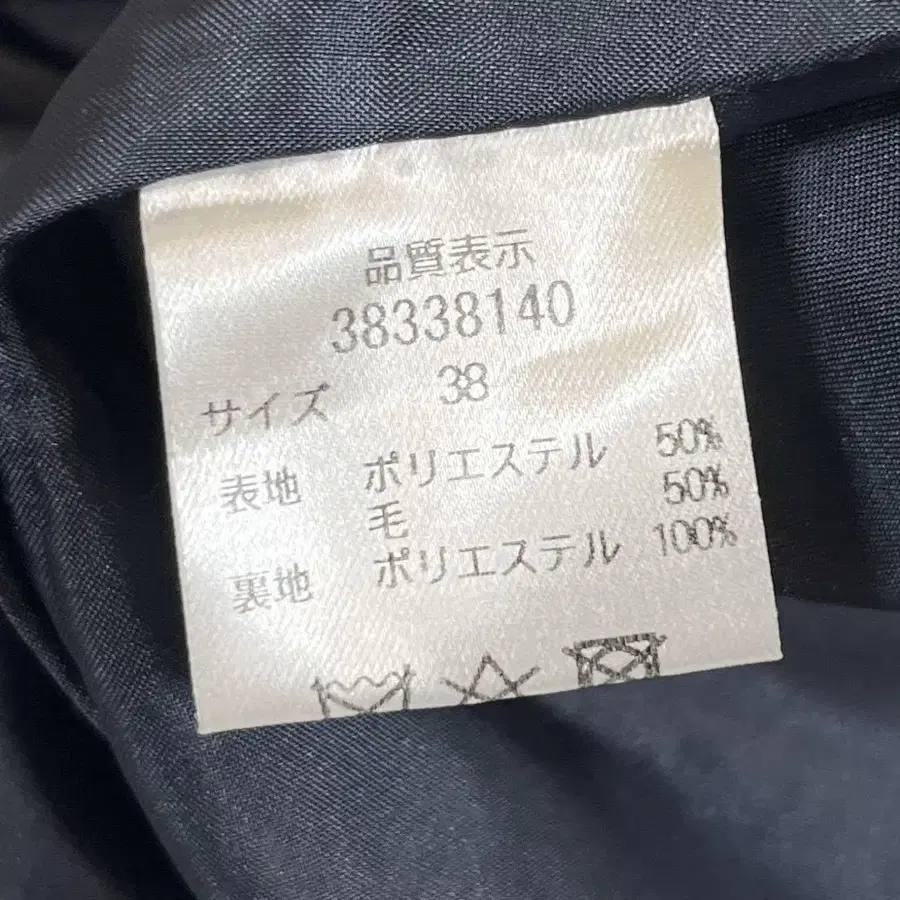 品質表示
38338140
サイズ 38
表地 ポリエステル 50%
毛 50%
裏地 ポリエステル 100%